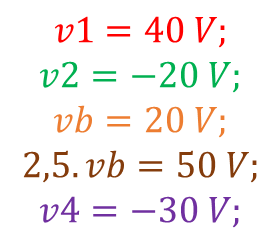 v1 = 40 V;
v2 = −20 V;
vb = 20 V;
2,5. vb = 50 V;
v4 = −30 V;